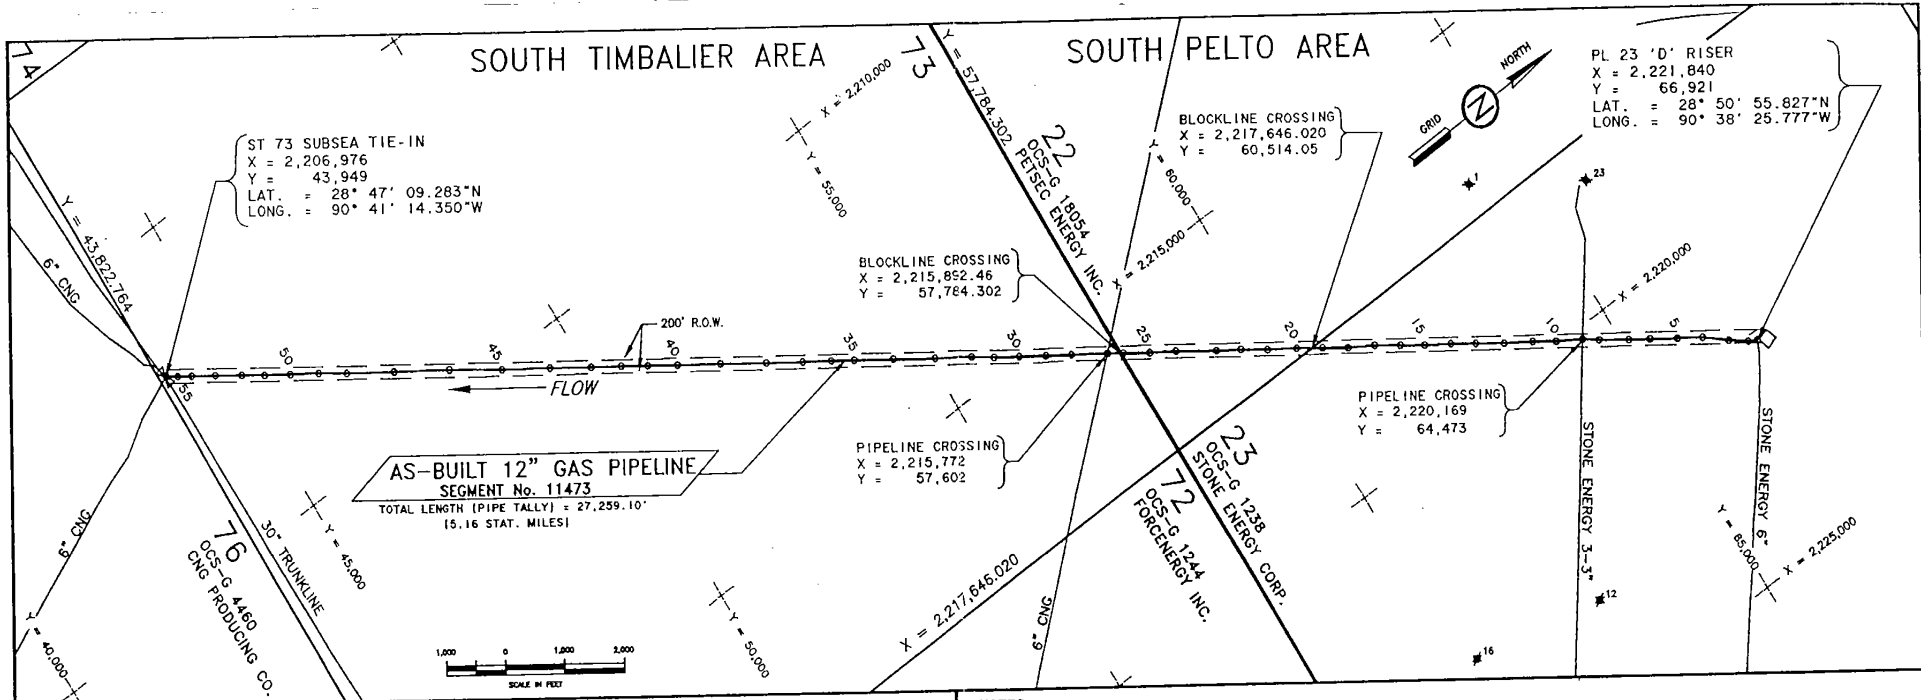 SOUTH TIMBALIER AREA
SOUTH PELTO AREA
74
73
ST 73 SUBSEA TIE-IN
X = 2,206,976
Y = 43,949
LAT. = 28° 47' 09.283"N
LONG. = 90° 41' 14.350"W
X = 2,210,000
Y = 55,000
Y = 57,784.302
22
OCS-G 18054
PETSEC ENERGY INC.
Y = 60,000
X = 2,215,000
BLOCKLINE CROSSING
X = 2,217,646.020
Y = 60,514.05
GRID
N
NORTH
PL 23 'D' RISER
X = 2,221,840
Y = 66,921
LAT. = 28° 50' 55.827"N
LONG. = 90° 38' 25.777"W
1
23
X = 2,220,000
BLOCKLINE CROSSING
X = 2,215,892.46
Y = 57,784.302
Y = 43,822.764
6" CNG
200' R.O.W.
55
50
45
40
35
30
25
20
15
10
5
1
FLOW
AS-BUILT 12" GAS PIPELINE
SEGMENT No. 11473
TOTAL LENGTH (PIPE TALLY) = 27,259.10'
(5.16 STAT. MILES)
PIPELINE CROSSING
X = 2,215,772
Y = 57,602
PIPELINE CROSSING
X = 2,220,169
Y = 64,473
23
OCS-G 1238
STONE ENERGY CORP.
72
OCS-G 1244
FORCENERGY INC.
STONE ENERGY 3-3"
STONE ENERGY 6"
Y = 65,000
X = 2,225,000
12
16
6" CNG
76
OCS-G 4460
CNG PRODUCING CO.
30" TRUNKLINE
Y = 45,000
Y = 40,000
Y = 50,000
X = 2,217,646.020
6" CNG
1,000 0 1,000 2,000
SCALE IN FEET